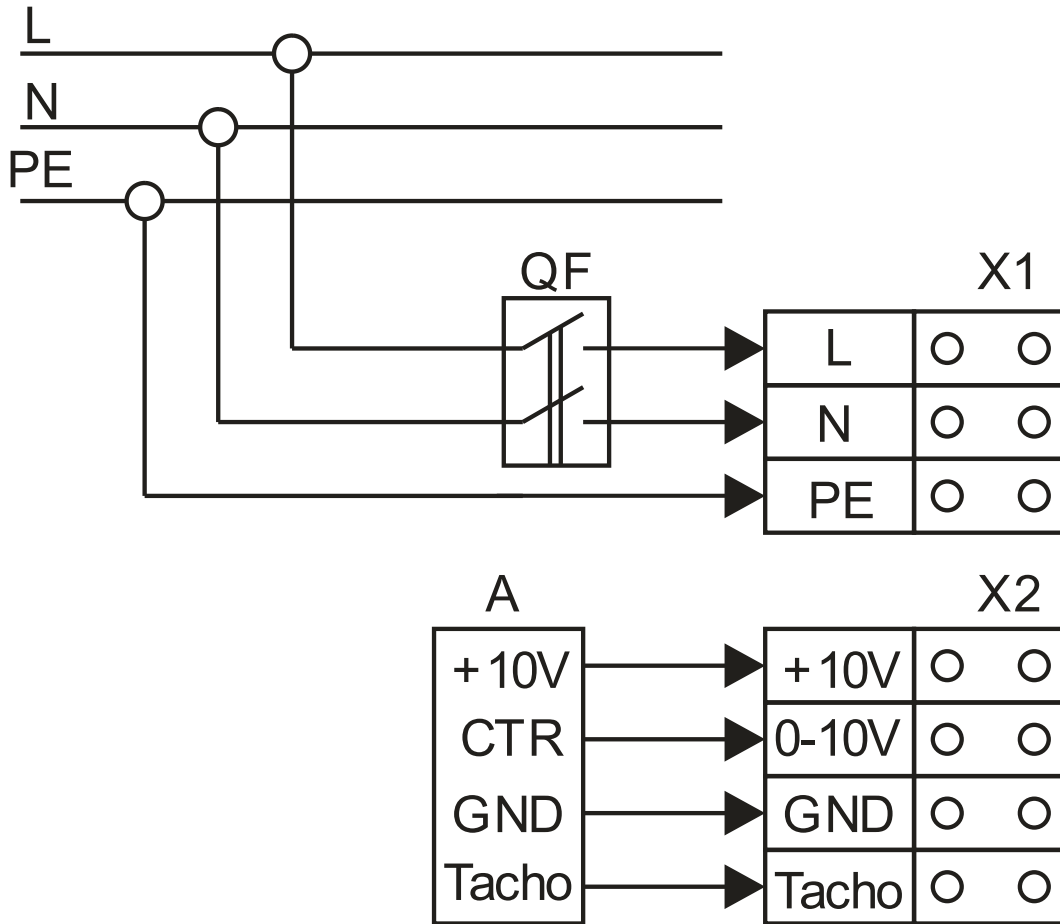 L
N
PE
QF
X1
L
N
PE
A
X2
+10V
+10V
CTR
0-10V
GND
GND
Tacho
Tacho